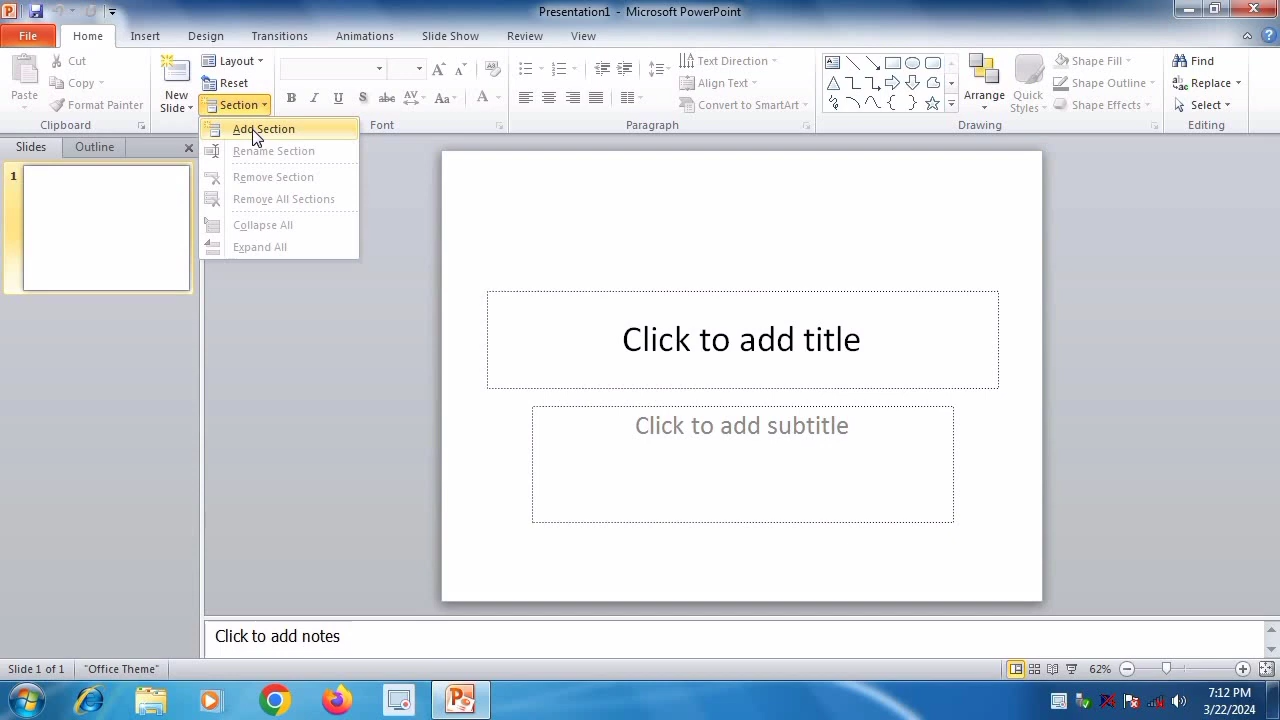 Presentation1 - Microsoft PowerPoint
File Home Insert Design Transitions Animations Slide Show Review View
Paste
Cut
Copy
Format Painter
Clipboard
New Slide
Layout
Reset
Section
Font
Text Direction
Align Text
Convert to SmartArt
Paragraph
Arrange
Quick Styles
Shape Fill
Shape Outline
Shape Effects
Drawing
Find
Replace
Select
Editing
Add Section
Rename Section
Remove Section
Remove All Sections
Collapse All
Expand All
Slides Outline
1
Click to add title
Click to add subtitle
Click to add notes
Slide 1 of 1 "Office Theme" 62%
7:12 PM
3/22/2024